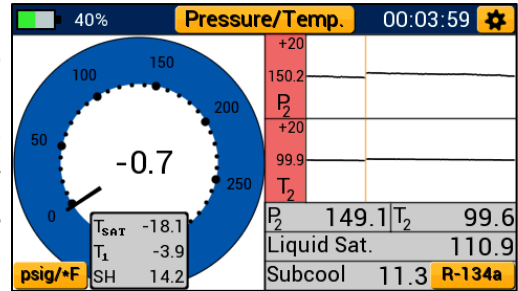 40% Pressure/Temp. 00:03:59
+20
150.2
P2
+20
99.9
T2
0
50
100
150
200
250
-0.7
TSAT -18.1
T1 -3.9
SH 14.2
psig/°F
P2 149.1 T2 99.6
Liquid Sat. 110.9
Subcool 11.3 R-134a